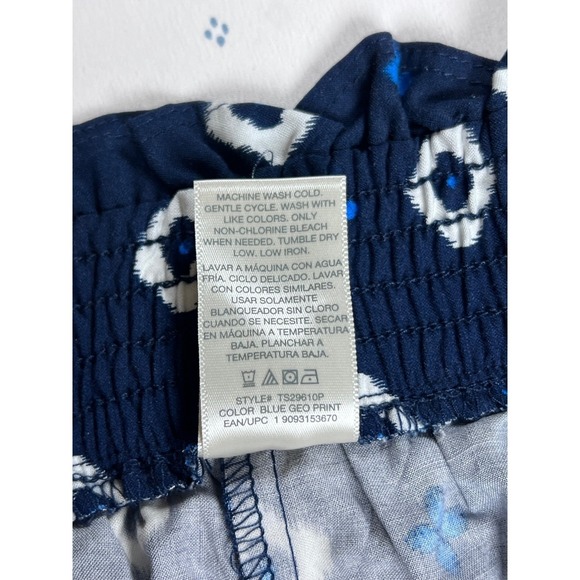 MACHINE WASH COLD.
GENTLE CYCLE. WASH WITH
LIKE COLORS. ONLY
NON-CHLORINE BLEACH
WHEN NEEDED. TUMBLE DRY
LOW. LOW IRON.
LAVAR A MÁQUINA CON AGUA
FRÍA. CICLO DELICADO. LAVAR
CON COLORES SIMILARES.
USAR SOLAMENTE
BLANQUEADOR SIN CLORO
CUANDO SE NECESITE. SECAR
EN MÁQUINA A TEMPERATURA
BAJA. PLANCHAR A
TEMPERATURA BAJA.
STYLE# TS29610P
COLOR BLUE GEO PRINT
EAN/UPC 1 9093153670